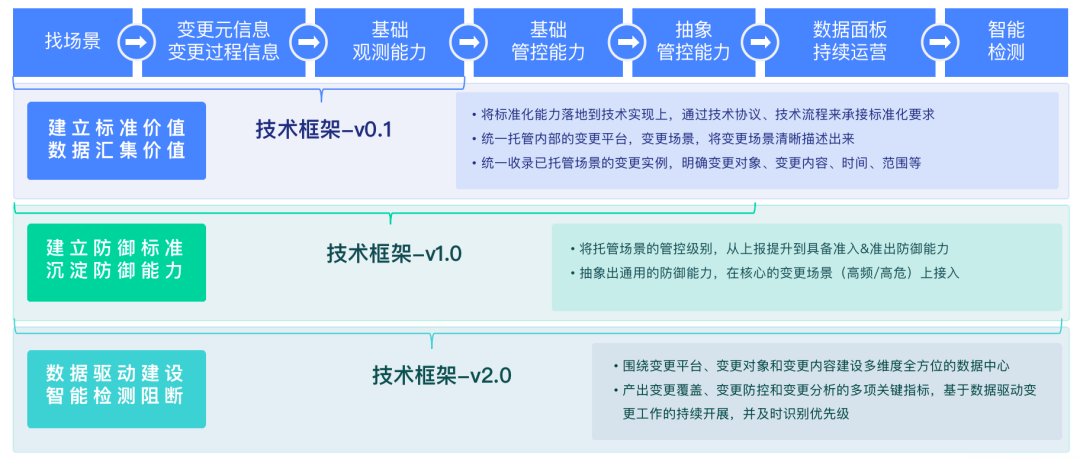 找场景
变更元信息
变更过程信息
基础
观测能力
基础
管控能力
抽象
管控能力
数据面板
持续运营
智能
检测
建立标准价值
数据汇集价值
技术框架-v0.1
• 将标准化能力落地到技术实现上，通过技术协议、技术流程来承接标准化要求
• 统一托管内部的变更平台，变更场景，将变更场景清晰描述出来
• 统一收录已托管场景的变更实例，明确变更对象、变更内容、时间、范围等
建立防御标准
沉淀防御能力
技术框架-v1.0
• 将托管场景的管控级别，从上报提升到具备准入&准出防御能力
• 抽象出通用的防御能力，在核心的变更场景（高频/高危）上接入
数据驱动建设
智能检测阻断
技术框架-v2.0
• 围绕变更平台、变更对象和变更内容建设多维度全方位的数据中心
• 产出变更覆盖、变更防控和变更分析的多项关键指标，基于数据驱动变
更工作的持续开展，并及时识别优先级